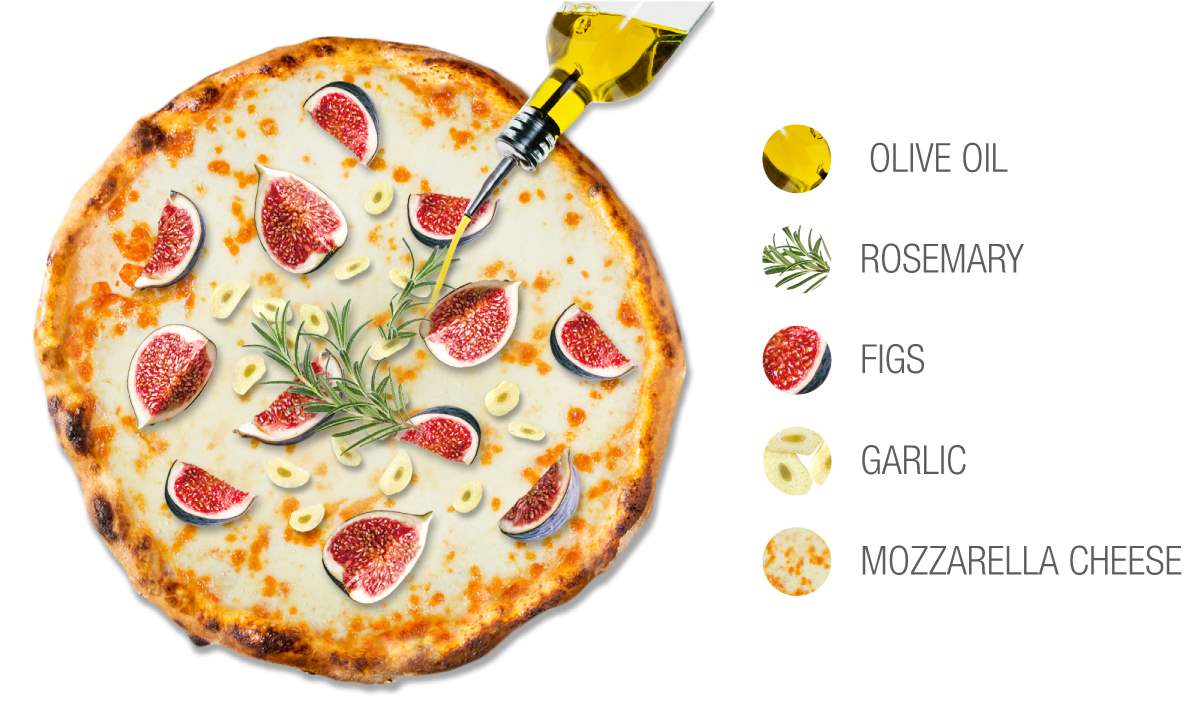 OLIVE OIL
ROSEMARY
FIGS
GARLIC
MOZZARELLA CHEESE